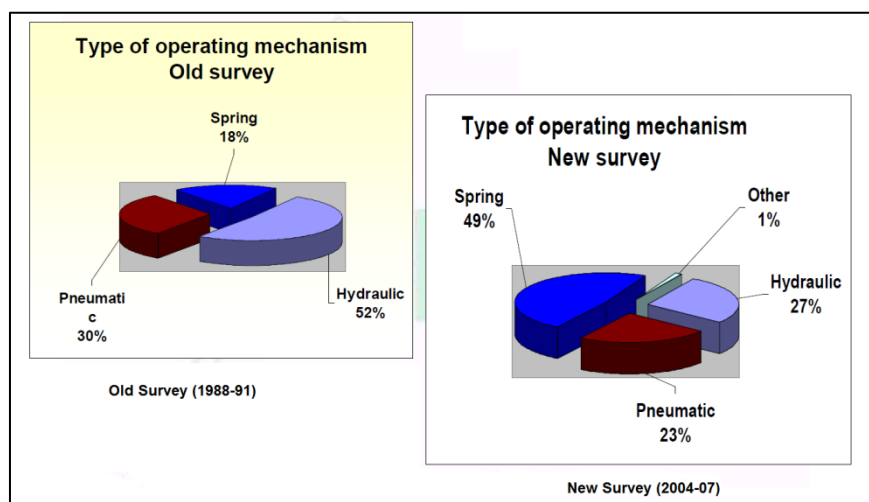 Type of operating mechanism
Old survey
Spring
18%
Pneumati
c
30%
Hydraulic
52%
Old Survey (1988-91)
Type of operating mechanism
New survey
Spring
49%
Other
1%
Hydraulic
27%
Pneumatic
23%
New Survey (2004-07)